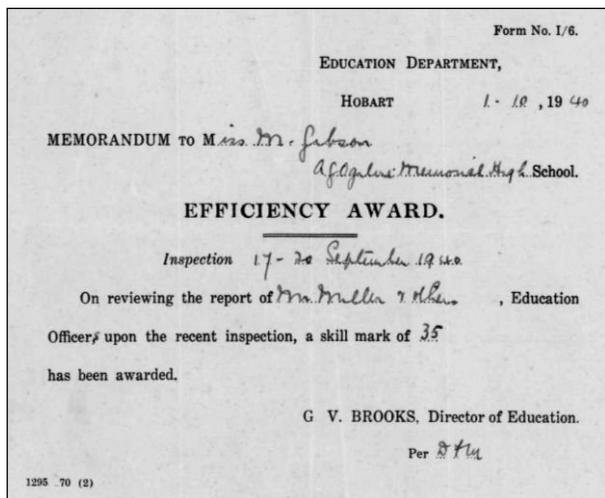 Form No. I/6.
EDUCATION DEPARTMENT,
HOBART 1-10, 1940
MEMORANDUM TO Miss M. Gibson
A.G. Ogilvie Memorial High School.
EFFICIENCY AWARD.
Inspection 17-20 September 1940.
On reviewing the report of Mr. Miller & others, Education
Officers upon the recent inspection, a skill mark of 35
has been awarded.
G V. BROOKS, Director of Education.
Per
1295 70 (2)